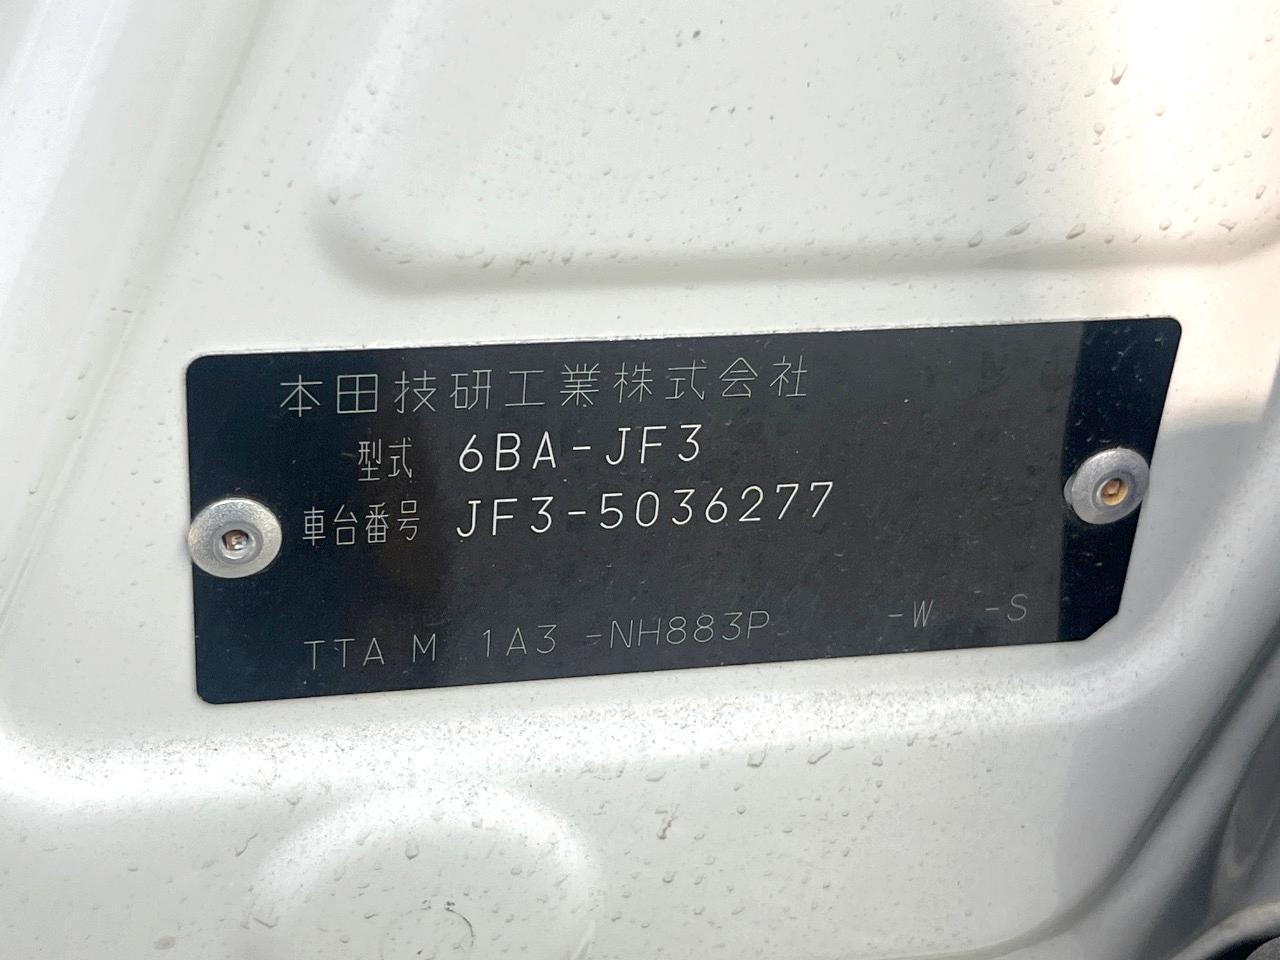 本田技研工業株式会社
型式 6BA-JF3
車台番号 JF3-5036277
TTA M 1A3 -NH883P -W -S